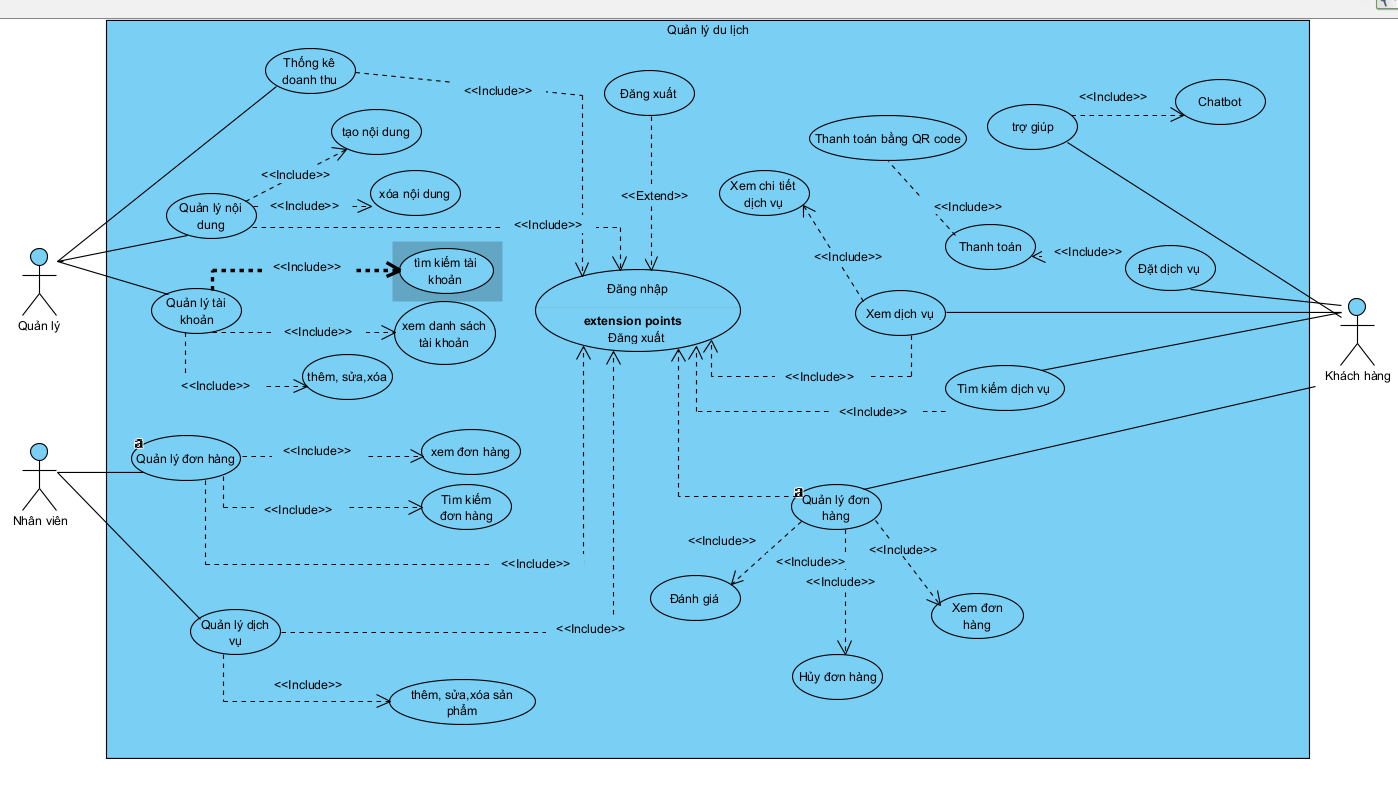 Quản lý du lịch
Thống kê
doanh thu
<<Include>>
Đăng xuất
<<Include>>
Chatbot
trợ giúp
tạo nội dung
Thanh toán bằng QR code
<<Include>>
xóa nội dung
Xem chi tiết
dịch vụ
<<Extend>>
<<Include>>
<<Include>>
Quản lý nội
dung
<<Include>>
Thanh toán
<<Include>>
<<Include>>
tìm kiếm tài
khoản
<<Include>>
Đặt dịch vụ
Quản lý
Quản lý tài
khoản
Đăng nhập
extension points
Đăng xuất
Xem dịch vụ
<<Include>>
xem danh sách
tài khoản
Khách hàng
<<Include>>
thêm, sửa,xóa
<<Include>>
Tìm kiếm dịch vụ
<<Include>>
a
Quản lý đơn hàng
<<Include>>
xem đơn hàng
Nhân viên
<<Include>>
Tìm kiếm
đơn hàng
a
Quản lý đơn
hàng
<<Include>>
<<Include>>
<<Include>>
<<Include>>
<<Include>>
Đánh giá
Xem đơn
hàng
Quản lý dịch
vụ
<<Include>>
Hủy đơn hàng
<<Include>>
thêm, sửa,xóa sản
phẩm